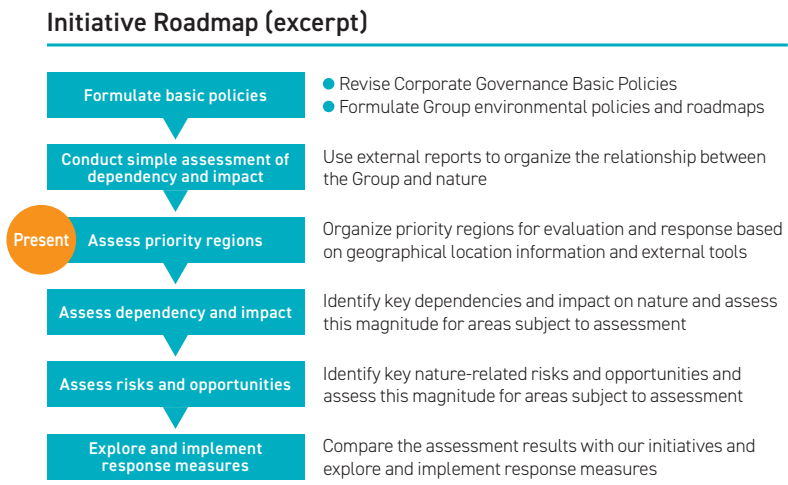 Initiative Roadmap (excerpt)
Formulate basic policies
● Revise Corporate Governance Basic Policies
● Formulate Group environmental policies and roadmaps
Conduct simple assessment of
dependency and impact
Use external reports to organize the relationship between
the Group and nature
Present
Assess priority regions
Organize priority regions for evaluation and response based
on geographical location information and external tools
Assess dependency and impact
Identify key dependencies and impact on nature and assess
this magnitude for areas subject to assessment
Assess risks and opportunities
Identify key nature-related risks and opportunities and
assess this magnitude for areas subject to assessment
Explore and implement
response measures
Compare the assessment results with our initiatives and
explore and implement response measures